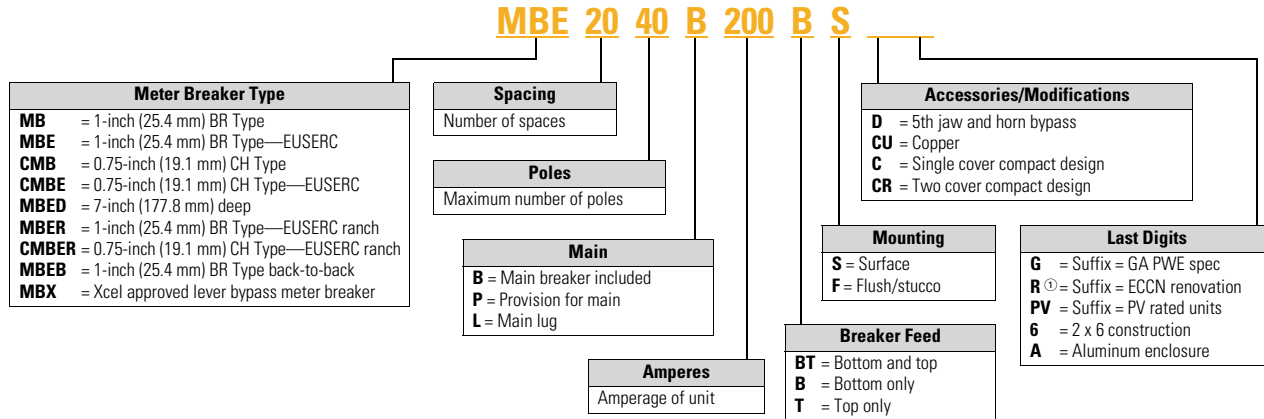 MBE 20 40 B 200 B S
Meter Breaker Type
MB = 1-inch (25.4 mm) BR Type
MBE = 1-inch (25.4 mm) BR Type—EUSERC
CMB = 0.75-inch (19.1 mm) CH Type
CMBE = 0.75-inch (19.1 mm) CH Type—EUSERC
MBED = 7-inch (177.8 mm) deep
MBER = 1-inch (25.4 mm) BR Type—EUSERC ranch
CMBER = 0.75-inch (19.1 mm) CH Type—EUSERC ranch
MBEB = 1-inch (25.4 mm) BR Type back-to-back
MBX = Xcel approved lever bypass meter breaker
Spacing
Number of spaces
Poles
Maximum number of poles
Main
B = Main breaker included
P = Provision for main
L = Main lug
Amperes
Amperage of unit
Breaker Feed
BT = Bottom and top
B = Bottom only
T = Top only
Mounting
S = Surface
F = Flush/stucco
Accessories/Modifications
D = 5th jaw and horn bypass
CU = Copper
C = Single cover compact design
CR = Two cover compact design
Last Digits
G = Suffix = GA PWE spec
R ① = Suffix = ECCN renovation
PV = Suffix = PV rated units
6 = 2 x 6 construction
A = Aluminum enclosure